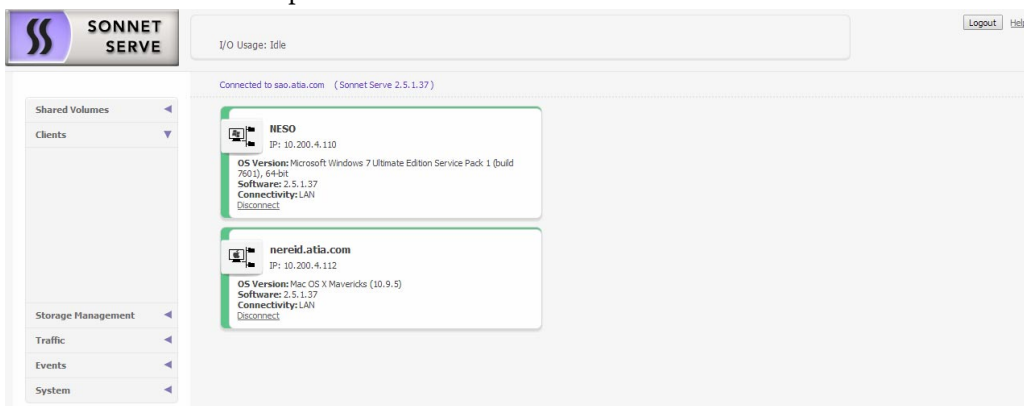 SONNET
SERVE
I/O Usage: Idle
Logout Help
Connected to sao.atia.com (Sonnet Serve 2.5.1.37)
Shared Volumes
Clients
NESO
IP: 10.200.4.110
OS Version: Microsoft Windows 7 Ultimate Edition Service Pack 1 (build
7601), 64-bit
Software: 2.5.1.37
Connectivity: LAN
Disconnect
nereid.atia.com
IP: 10.200.4.112
OS Version: Mac OS X Mavericks (10.9.5)
Software: 2.5.1.37
Connectivity: LAN
Disconnect
Storage Management
Traffic
Events
System